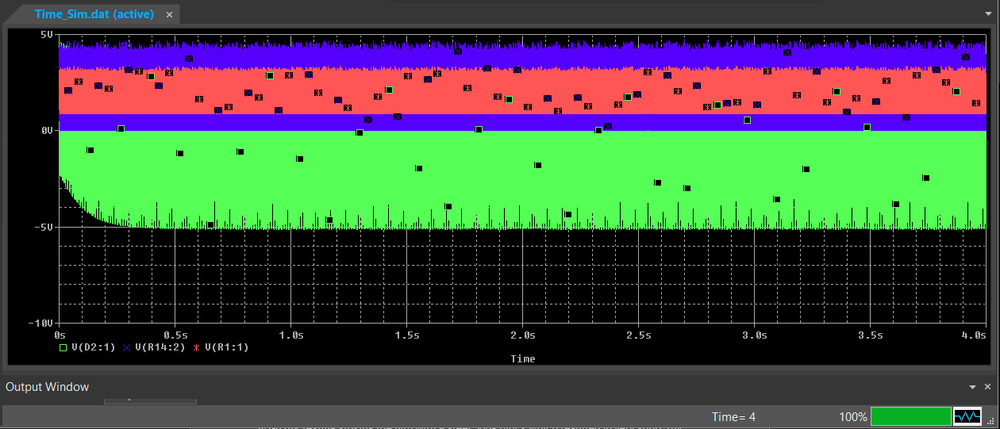 Time_Sim.dat (active) ×
5V
0V
-5V
-10V
0s 0.5s 1.0s 1.5s 2.0s 2.5s 3.0s 3.5s 4.0s
V(D2:1) V(R14:2) V(R1:1)
Time
Output Window
Time= 4 100%